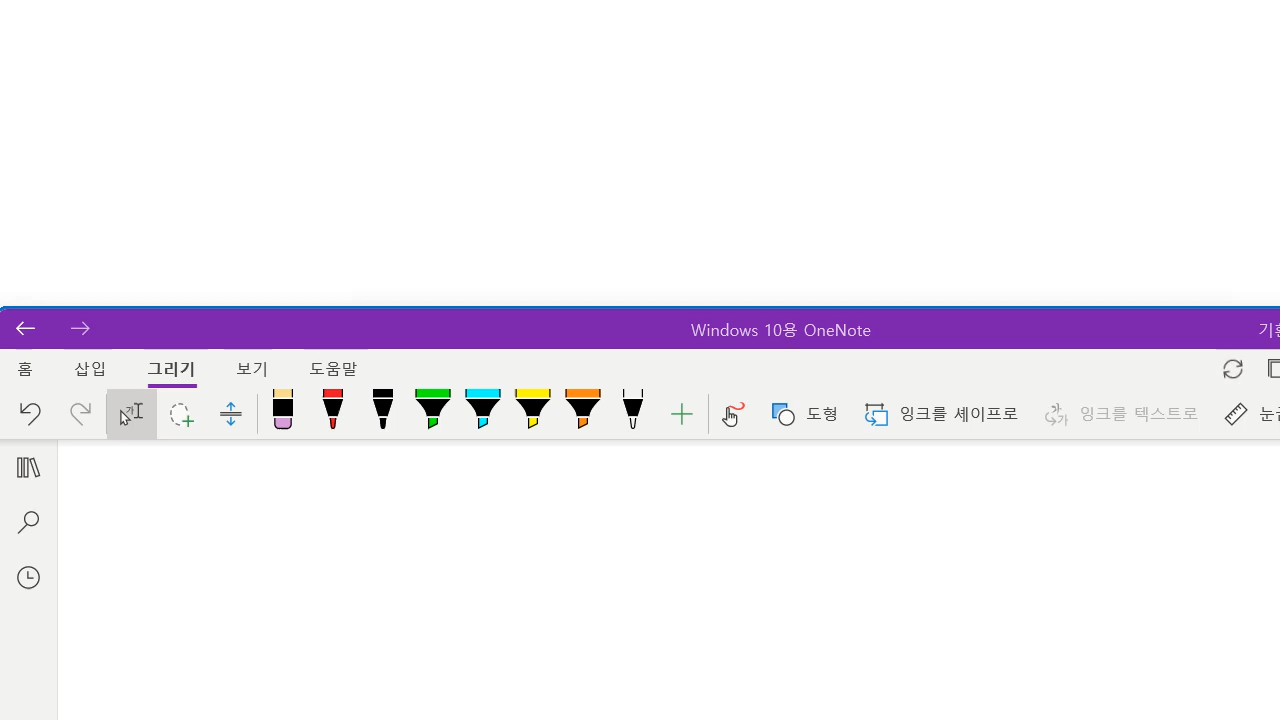 Windows 10용 OneNote
홈 삽입 그리기 보기 도움말
도형 잉크를 셰이프로 잉크를 텍스트로